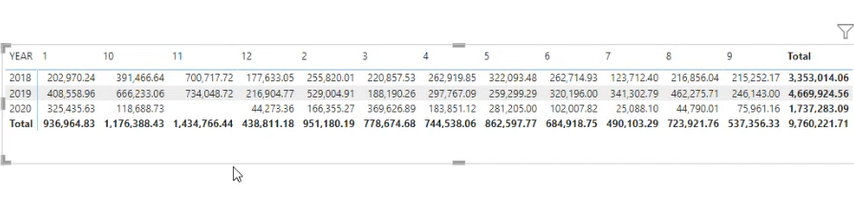 YEAR 1 10 11 12 2 3 4 5 6 7 8 9 Total
2018 202,970.24 391,466.64 700,717.72 177,633.05 255,820.01 220,857.53 262,919.85 322,093.48 262,714.93 123,712.40 216,856.04 215,252.17 3,353,014.06
2019 408,558.96 666,233.06 734,048.72 216,904.77 529,004.91 188,190.26 297,767.09 259,299.29 320,196.00 341,302.79 462,275.71 246,143.00 4,669,924.56
2020 325,435.63 118,688.73 44,273.36 166,355.27 369,626.89 183,851.12 281,205.00 102,007.82 25,088.10 44,790.01 75,961.16 1,737,283.09
Total 936,964.83 1,176,388.43 1,434,766.44 438,811.18 951,180.19 778,674.68 744,538.06 862,597.77 684,918.75 490,103.29 723,921.76 537,356.33 9,760,221.71